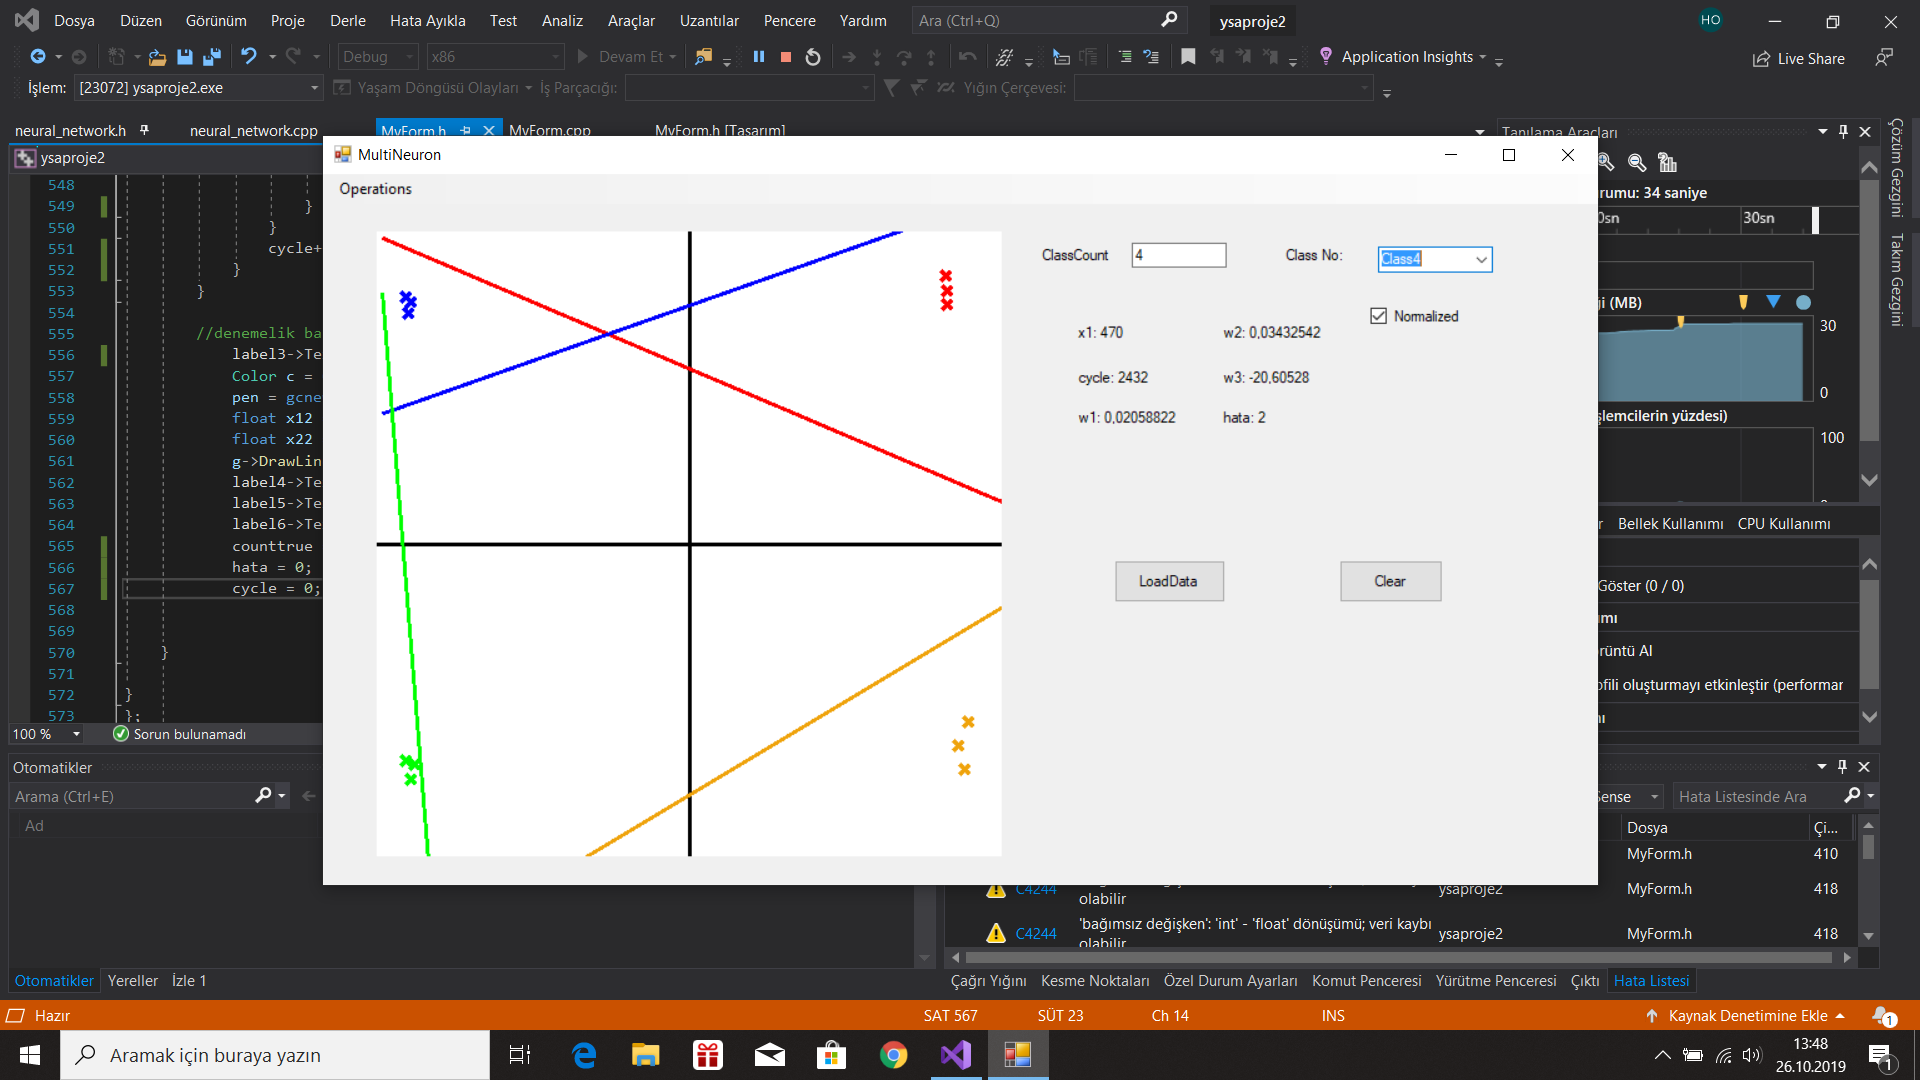 Dosya Düzen Görünüm Proje Derle Hata Ayıkla Test Analiz Araçlar Uzantılar Pencere Yardım Ara (Ctrl+Q) ysaproje2 HO
Debug x86 Devam Et Application Insights Live Share
İşlem: [23072] ysaproje2.exe Yaşam Döngüsü Olayları İş Parçacığı: Yığın Çerçevesi:
neural_network.h neural_network.cpp MyForm.h MyForm.cpp MyForm.h [Tasarım] Tanılama Araçları
ysaproje2
MultiNeuron
Operations
ClassCount 4 Class No: Class4
Normalized
x1: 470 w2: 0,03432542
cycle: 2432 w3: -20,60528
w1: 0,02058822 hata: 2
LoadData Clear
548
549 }
550 }
551 cycle+
552 }
553 }
554
555 //denemelik ba
556 label3->Te
557 Color c =
558 pen = gcne
559 float x12
560 float x22
561 g->DrawLin
562 label4->Te
563 label5->Te
564 label6->Te
565 counttrue
566 hata = 0;
567 cycle = 0;
568
569
570 }
571
572 }
573 };
100 % Sorun bulunamadı
urumu: 34 saniye
0sn 30sn
ği (MB)
30
0
şlemcilerin yüzdesi)
100
r Bellek Kullanımı CPU Kullanımı
Göster (0 / 0)
ımı
örüntü Al
ofili oluşturmayı etkinleştir (performar
Çözüm Gezgini
Takım Gezgini
Otomatikler
Arama (Ctrl+E)
Ad
Sense Hata Listesinde Ara
Dosya Çi...
MyForm.h 410
C4244 olabilir ysaproje2 MyForm.h 418
C4244 'bağımsız değişken': 'int' - 'float' dönüşümü; veri kaybı olabilir ysaproje2 MyForm.h 418
Otomatikler Yereller İzle 1
Çağrı Yığını Kesme Noktaları Özel Durum Ayarları Komut Penceresi Yürütme Penceresi Çıktı Hata Listesi
Hazır SAT 567 SÜT 23 Ch 14 INS Kaynak Denetimine Ekle 1
Aramak için buraya yazın
13:48
26.10.2019
1